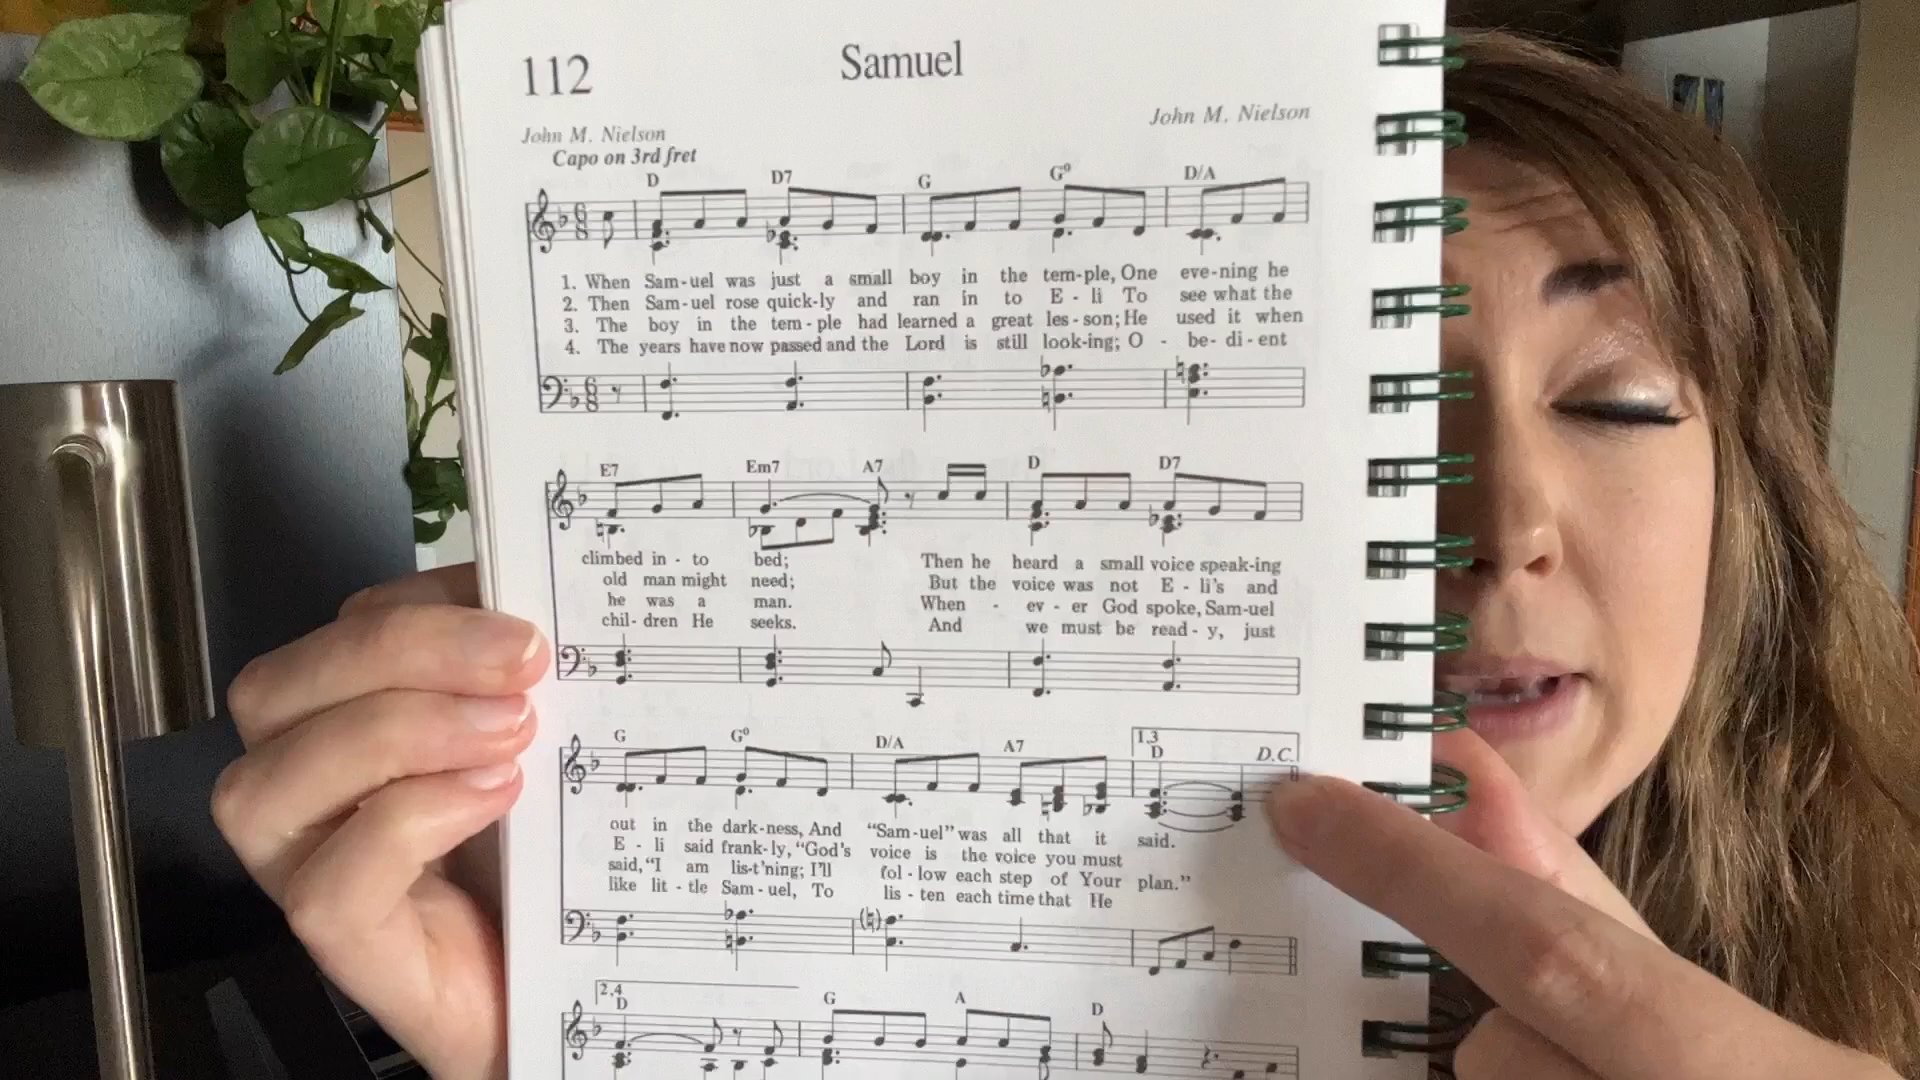 112 Samuel
John M. Nielson
John M. Nielson
Capo on 3rd fret
D D7 G G° D/A
1. When Sam-uel was just a small boy in the tem-ple, One eve-ning he
2. Then Sam-uel rose quick-ly and ran in to E - li To see what the
3. The boy in the tem-ple had learned a great les-son; He used it when
4. The years have now passed and the Lord is still look-ing; O - be-di-ent
E7 Em7 A7 D D7
climbed in-to bed; Then he heard a small voice speak-ing
old man might need; But the voice was not E-li's and
he was a man. When - ev-er God spoke, Sam-uel
chil-dren He seeks. And we must be read-y, just
G G° D/A A7 1,3 D D.C.
out in the dark-ness, And "Sam-uel" was all that it said.
E - li said frank-ly, "God's voice is the voice you must
said, "I am lis-t'ning; I'll fol-low each step of Your plan."
like lit-tle Sam-uel, To lis-ten each time that He
2,4 D G A D